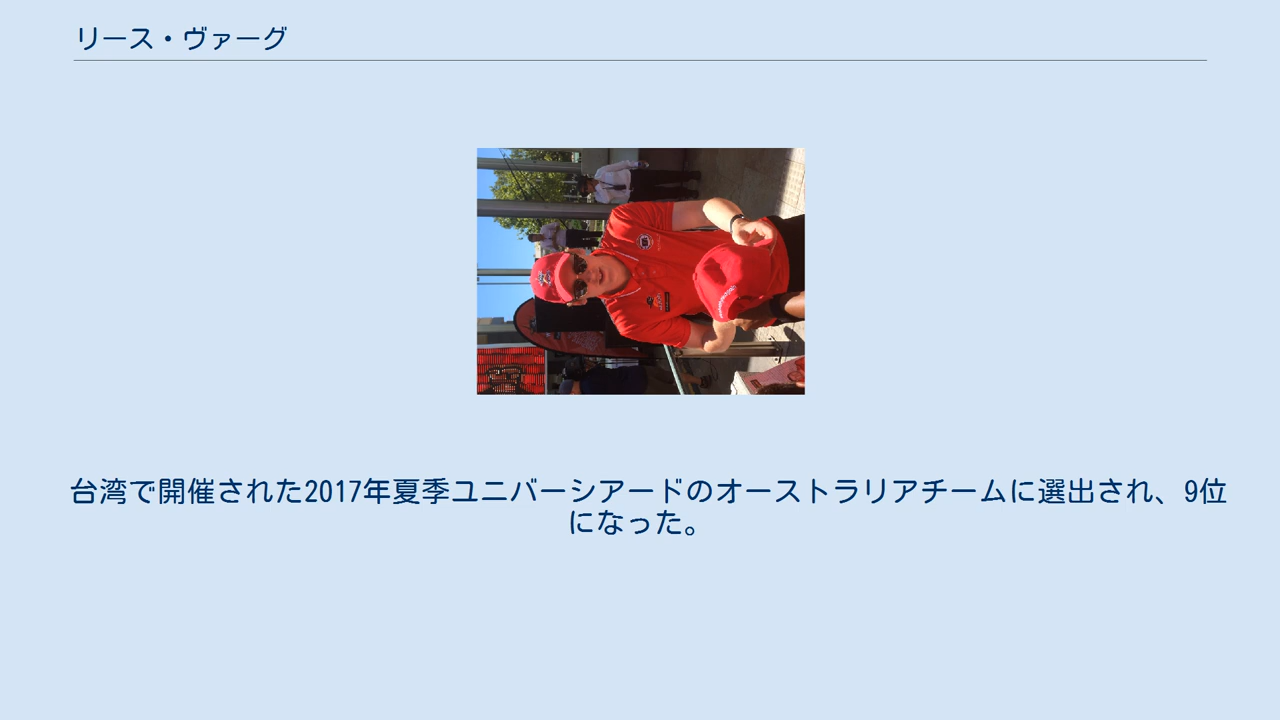 リース・ヴァーグ
台湾で開催された2017年夏季ユニバーシアードのオーストラリアチームに選出され、9位
になった。